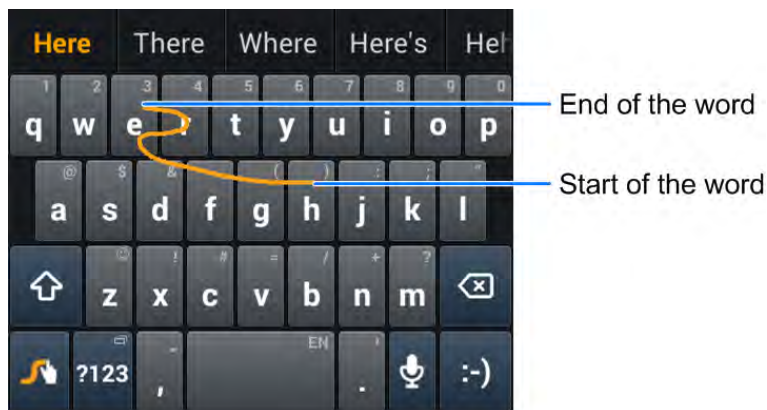 Here There Where Here's Heh
1 2 3 4 5 6 7 8 9 0
q w e r t y u i o p
End of the word
@ $ & ( ) : ; "
a s d f g h j k l
Start of the word
! # = / + ?
z x c v b n m
_ EN '
?123 , . :-)